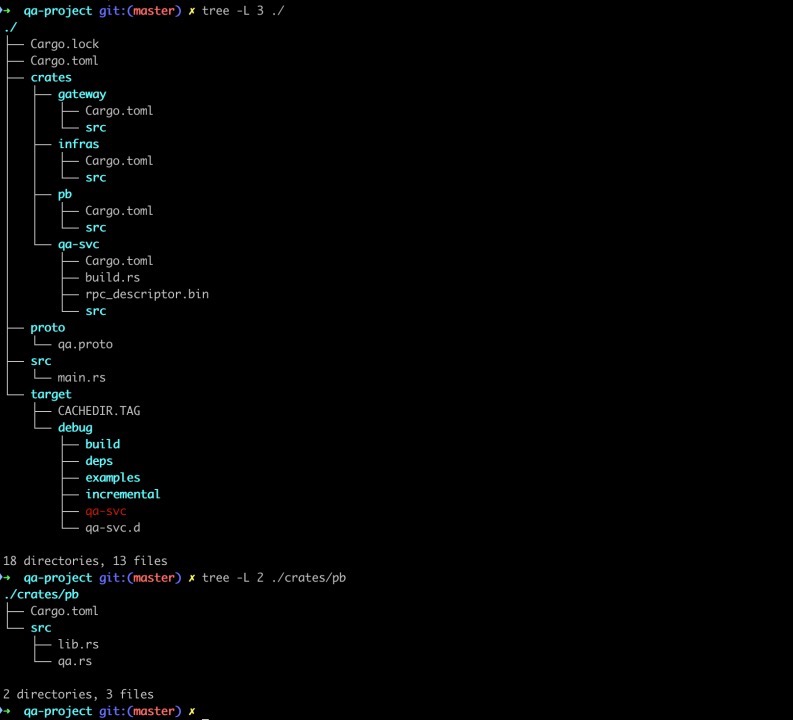 ➜ qa-project git:(master) ✗ tree -L 3 ./
./
├── Cargo.lock
├── Cargo.toml
├── crates
│   ├── gateway
│   │   ├── Cargo.toml
│   │   └── src
│   ├── infras
│   │   ├── Cargo.toml
│   │   └── src
│   ├── pb
│   │   ├── Cargo.toml
│   │   └── src
│   └── qa-svc
│       ├── Cargo.toml
│       ├── build.rs
│       ├── rpc_descriptor.bin
│       └── src
├── proto
│   └── qa.proto
├── src
│   └── main.rs
└── target
    ├── CACHEDIR.TAG
    └── debug
        ├── build
        ├── deps
        ├── examples
        ├── incremental
        ├── qa-svc
        └── qa-svc.d
18 directories, 13 files
➜ qa-project git:(master) ✗ tree -L 2 ./crates/pb
./crates/pb
├── Cargo.toml
└── src
    ├── lib.rs
    └── qa.rs
2 directories, 3 files
➜ qa-project git:(master) ✗